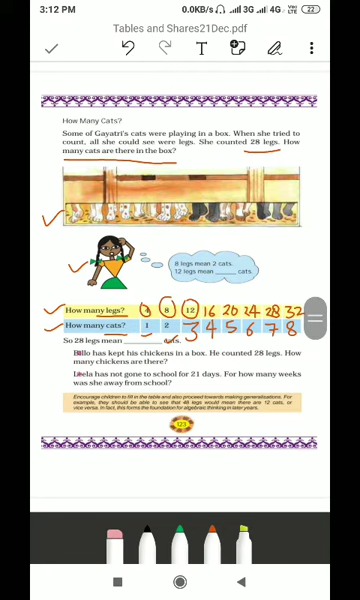 3:12 PM 0.0KB/s 3G 4G VoLTE 22
Tables and Shares21Dec.pdf
T
How Many Cats?
Some of Gayatri's cats were playing in a box. When she tried to
count, all she could see were legs. She counted 28 legs. How
many cats are there in the box?
8 legs mean 2 cats.
12 legs mean ______ cats.
How many legs? 4 8 12 16 20 24 28 32
How many cats? 1 2 3 4 5 6 7 8
So 28 legs mean ________ cats.
Billo has kept his chickens in a box. He counted 28 legs. How
many chickens are there?
Leela has not gone to school for 21 days. For how many weeks
was she away from school?
Encourage children to fill in the table and also proceed towards making generalisations. For
example, they should be able to see that 48 legs would mean there are 12 cats, or
vice versa. In fact, this forms the foundation for algebraic thinking in later years.
123